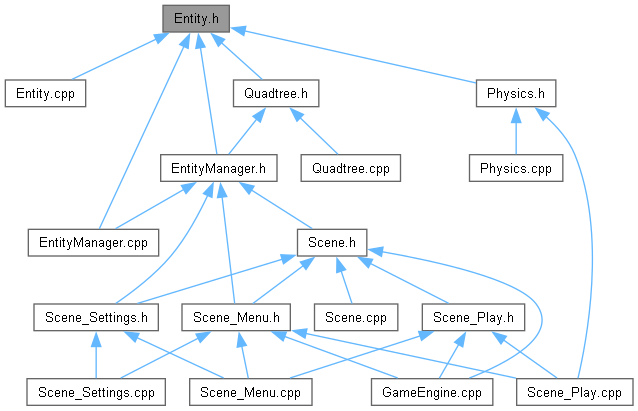 Entity.h
Entity.cpp
Quadtree.h
Physics.h
EntityManager.h
Quadtree.cpp
Physics.cpp
EntityManager.cpp
Scene.h
Scene_Settings.h
Scene_Menu.h
Scene.cpp
Scene_Play.h
Scene_Settings.cpp
Scene_Menu.cpp
GameEngine.cpp
Scene_Play.cpp